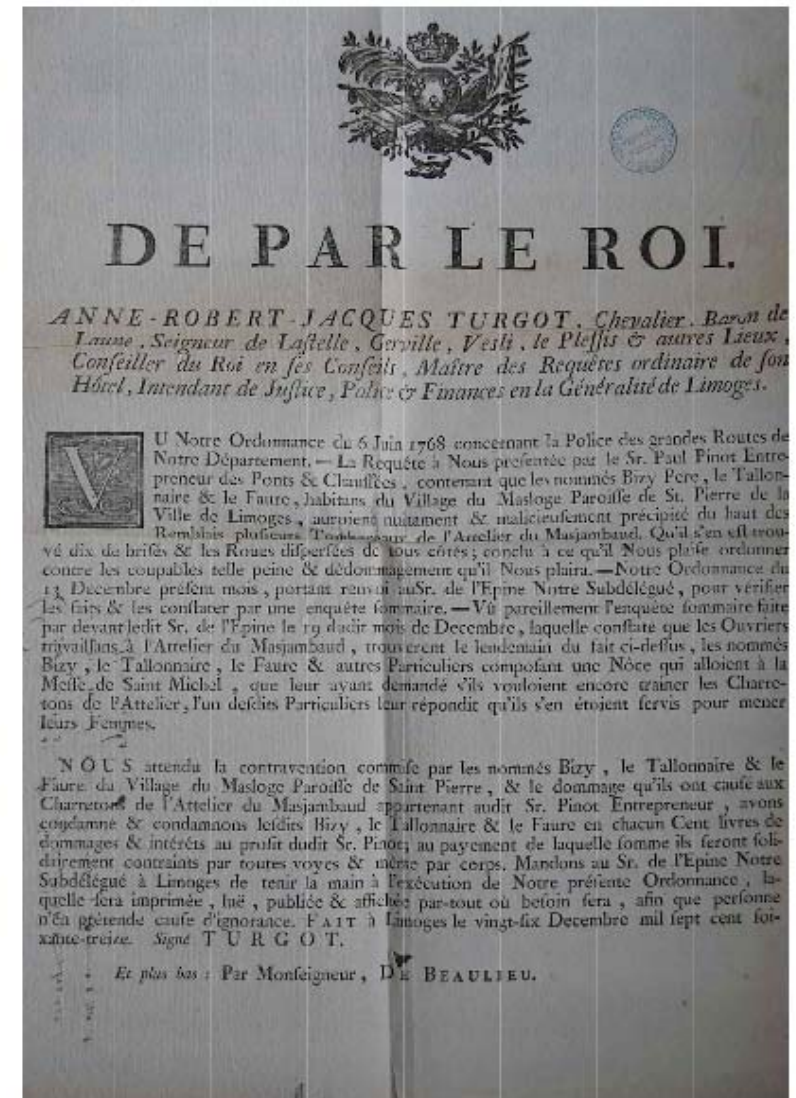 DE PAR LE ROI.
ANNE-ROBERT-JACQUES TURGOT, Chevalier, Baron de
Laune, Seigneur de Laſtelle, Gerville, Vesli, le Pleſſis & autres Lieux,
Conſeiller du Roi en ſes Conſeils, Maître des Requêtes ordinaire de ſon
Hôtel, Intendant de Juſtice, Police & Finances en la Généralité de Limoges.
VU Notre Ordonnance du 6 Juin 1768 concernant la Police des grandes Routes de
Notre Département. — La Requête à Nous preſentée par le Sr. Paul Pinot Entre-
preneur des Ponts & Chauſſées, contenant que les nommés Bizy Pere, le Tallon-
naire & le Faure, habitans du Village du Masloge Paroiſſe de St. Pierre de la
Ville de Limoges, auroient nuitament & malicieuſement précipité du haut des
Remblais pluſieurs Tombereaux de l'Attelier du Masjambaud. Qu'il s'en eſt trou-
vé dix de briſés & les Roues diſperſées de tous côtés; conclu à ce qu'il Nous plaiſe ordonner
contre les coupables telle peine & dédommagement qu'il Nous plaira. — Notre Ordonnance du
13 Decembre préſent mois, portant renvoi au Sr. de l'Epine Notre Subdélégué, pour vérifier
les faits & les conſtater par une enquête ſommaire. — Vû pareillement l'enquête ſommaire faite
par devant ledit Sr. de l'Epine le 19 dudit mois de Decembre, laquelle conſtate que les Ouvriers
travaillans à l'Attelier du Masjambaud, trouverent le lendemain du fait ci-deſſus, les nommés
Bizy, le Tallonnaire, le Faure & autres Particuliers compoſant une Nôce qui alloient à la
Meſſe de Saint Michel, que leur ayant demandé s'ils vouloient encore trainer les Charre-
tons de l'Attelier, l'un deſdits Particuliers leur répondit qu'ils s'en étoient ſervis pour mener
leurs Femmes.
NOUS attendu la contravention commiſe par les nommés Bizy, le Tallonnaire & le
Faure du Village du Masloge Paroiſſe de Saint Pierre, & le dommage qu'ils ont cauſé aux
Charretons de l'Attelier du Masjambaud appartenant audit Sr. Pinot Entrepreneur, avons
condamné & condamnons leſdits Bizy, le Tallonnaire & le Faure en chacun Cent livres de
dommages & intérêts au profit dudit Sr. Pinot; au payement de laquelle ſomme ils ſeront ſoli-
dairement contraints par toutes voyes & même par corps. Mandons au Sr. de l'Epine Notre
Subdélégué à Limoges de tenir la main à l'exécution de Notre préſente Ordonnance, la-
quelle ſera imprimée, luë, publiée & affichée par-tout où beſoin ſera, afin que perſonne
n'en prétende cauſe d'ignorance. FAIT à Limoges le vingt-ſix Decembre mil ſept cent ſoi-
xante-treize. Signé TURGOT.
Et plus bas: Par Monſeigneur, DE BEAULIEU.